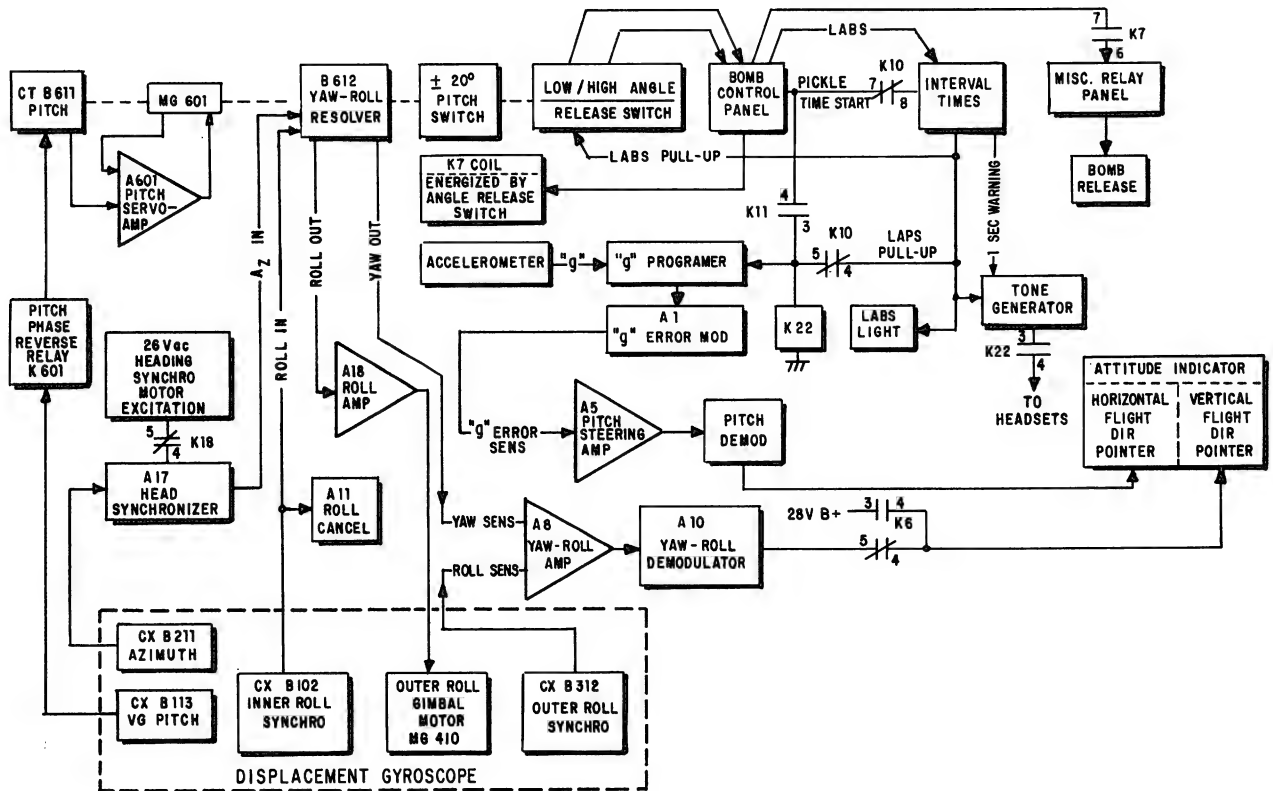 CT B611
PITCH
MG 601
A601
PITCH
SERVO-
AMP
B 612
YAW-ROLL
RESOLVER
± 20°
PITCH
SWITCH
LOW / HIGH ANGLE
RELEASE SWITCH
BOMB
CONTROL
PANEL
LABS
PICKLE
TIME START
K10
7
8
INTERVAL
TIMES
7
K7
6
MISC. RELAY
PANEL
BOMB
RELEASE
LABS PULL-UP
K7 COIL
ENERGIZED BY
ANGLE RELEASE
SWITCH
4
K11
3
K10
5
4
LAPS
PULL-UP
1 SEC WARNING
ACCELEROMETER
"g"
"g" PROGRAMER
A 1
"g" ERROR MOD
K 22
LABS
LIGHT
TONE
GENERATOR
3
K22
4
TO
HEADSETS
AZ IN
ROLL IN
ROLL OUT
YAW OUT
PITCH
PHASE
REVERSE
RELAY
K 601
26 Vac
HEADING
SYNCHRO
MOTOR
EXCITATION
5
K18
4
A 17
HEAD
SYNCHRONIZER
A18
ROLL
AMP
A 11
ROLL
CANCEL
"g" ERROR
SENS
A 5
PITCH
STEERING
AMP
PITCH
DEMOD
ATTITUDE INDICATOR
HORIZONTAL
FLIGHT
DIR
POINTER
VERTICAL
FLIGHT
DIR
POINTER
YAW SENS
ROLL SENS
A 8
YAW-ROLL
AMP
A 10
YAW-ROLL
DEMODULATOR
28V B+
3
4
K6
5
4
CX B211
AZIMUTH
CX B113
VG PITCH
CX B102
INNER ROLL
SYNCHRO
OUTER ROLL
GIMBAL
MOTOR
MG 410
CX B312
OUTER ROLL
SYNCHRO
DISPLACEMENT GYROSCOPE